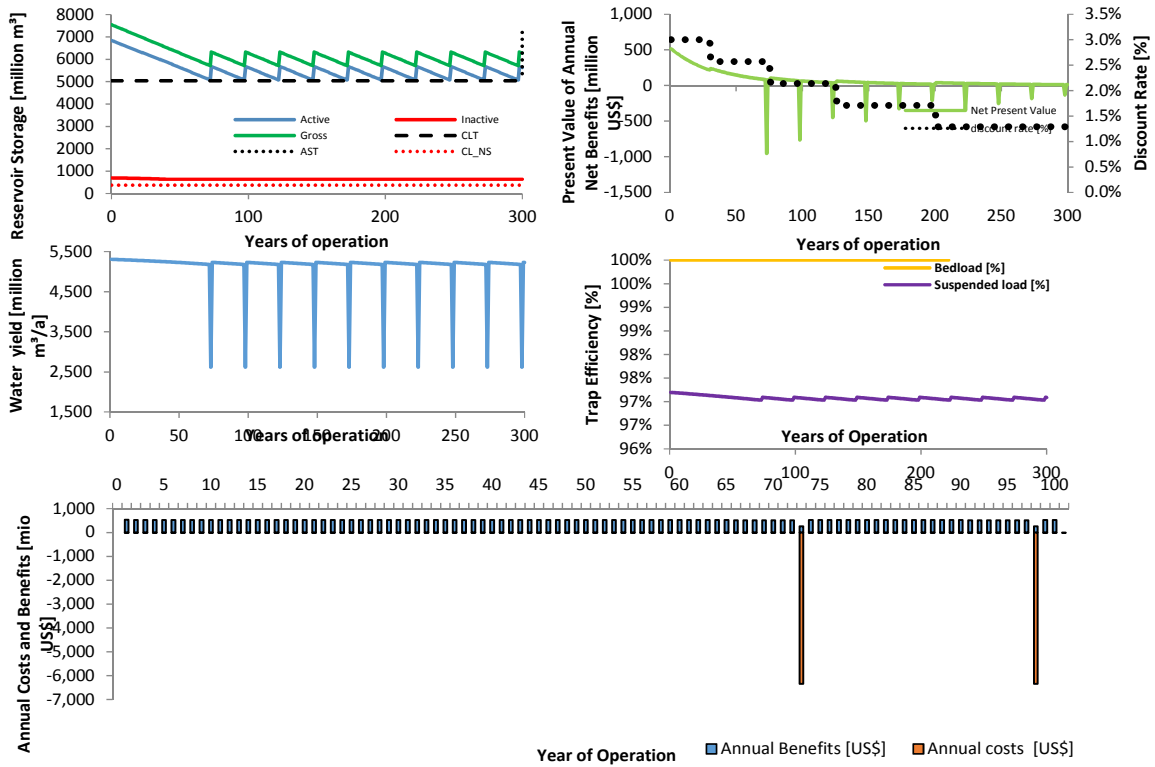 Reservoir Storage [million m³]
8000
7000
6000
5000
4000
3000
2000
1000
0
Active
Inactive
Gross
CLT
AST
CL_NS
0
50
100
150
200
250
300
Years of operation
Present Value of Annual
Net Benefits [million
US$]
1,000
500
0
-500
-1,000
-1,500
Net Present Value
discount rate [%]
3.5%
3.0%
2.5%
2.0%
1.5%
1.0%
0.5%
0.0%
Discount Rate [%]
0
50
100
150
200
250
300
Years of operation
Water yield [million
m³/a]
5,500
4,500
3,500
2,500
1,500
0
50
100
150
200
250
300
Years of operation
Trap Efficiency [%]
100%
100%
99%
99%
98%
98%
97%
97%
96%
Bedload [%]
Suspended load [%]
Years of Operation
0
100
200
300
0 5 10 15 20 25 30 35 40 45 50 55 60 65 70 75 80 85 90 95 100
Annual Costs and Benefits [mio
US$]
1,000
0
-1,000
-2,000
-3,000
-4,000
-5,000
-6,000
-7,000
Year of Operation
Annual Benefits [US$]
Annual costs [US$]